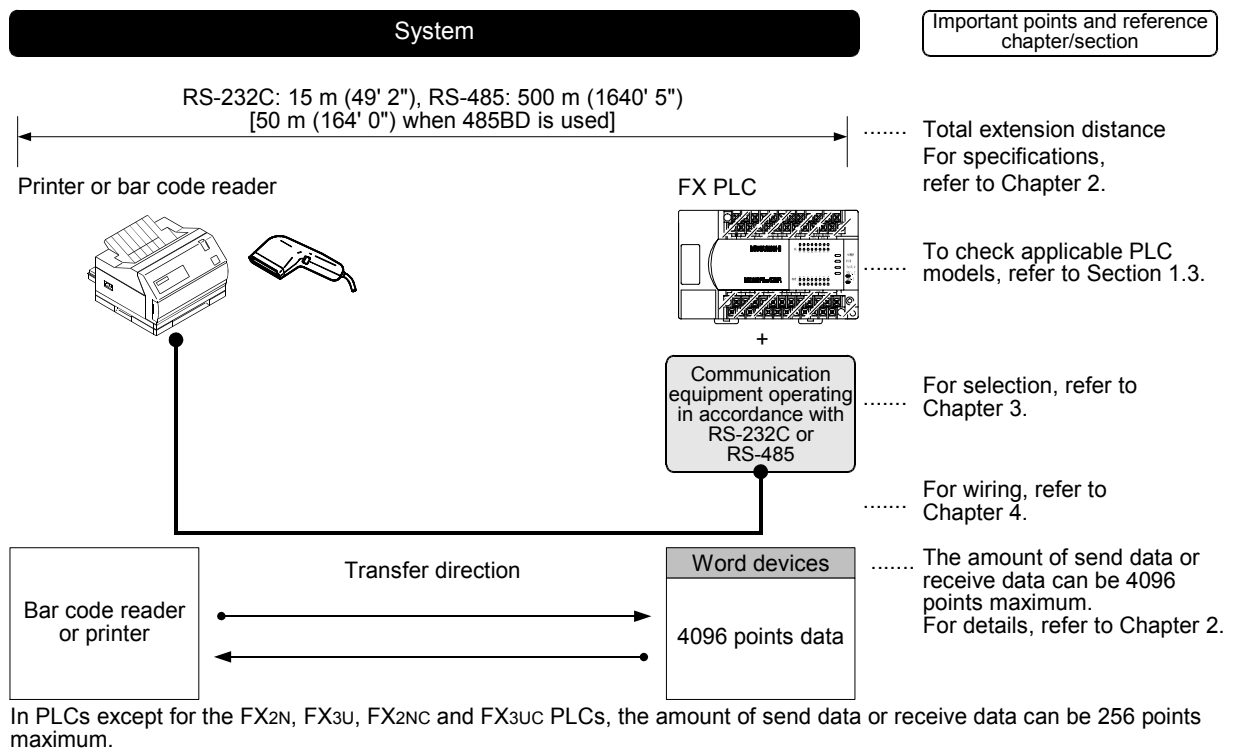 System
Important points and reference
chapter/section
RS-232C: 15 m (49' 2"), RS-485: 500 m (1640' 5")
[50 m (164' 0") when 485BD is used]
....... Total extension distance
For specifications,
refer to Chapter 2.
Printer or bar code reader
FX PLC
....... To check applicable PLC
models, refer to Section 1.3.
+
Communication
equipment operating
in accordance with
RS-232C or
RS-485
....... For selection, refer to
Chapter 3.
....... For wiring, refer to
Chapter 4.
Bar code reader
or printer
Transfer direction
Word devices
4096 points data
....... The amount of send data or
receive data can be 4096
points maximum.
For details, refer to Chapter 2.
In PLCs except for the FX2N, FX3U, FX2NC and FX3UC PLCs, the amount of send data or receive data can be 256 points
maximum.